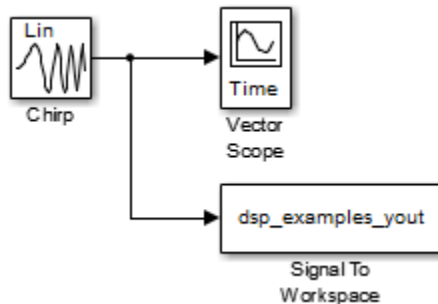 Lin
Chirp
Time
Vector
Scope
dsp_examples_yout
Signal To
Workspace